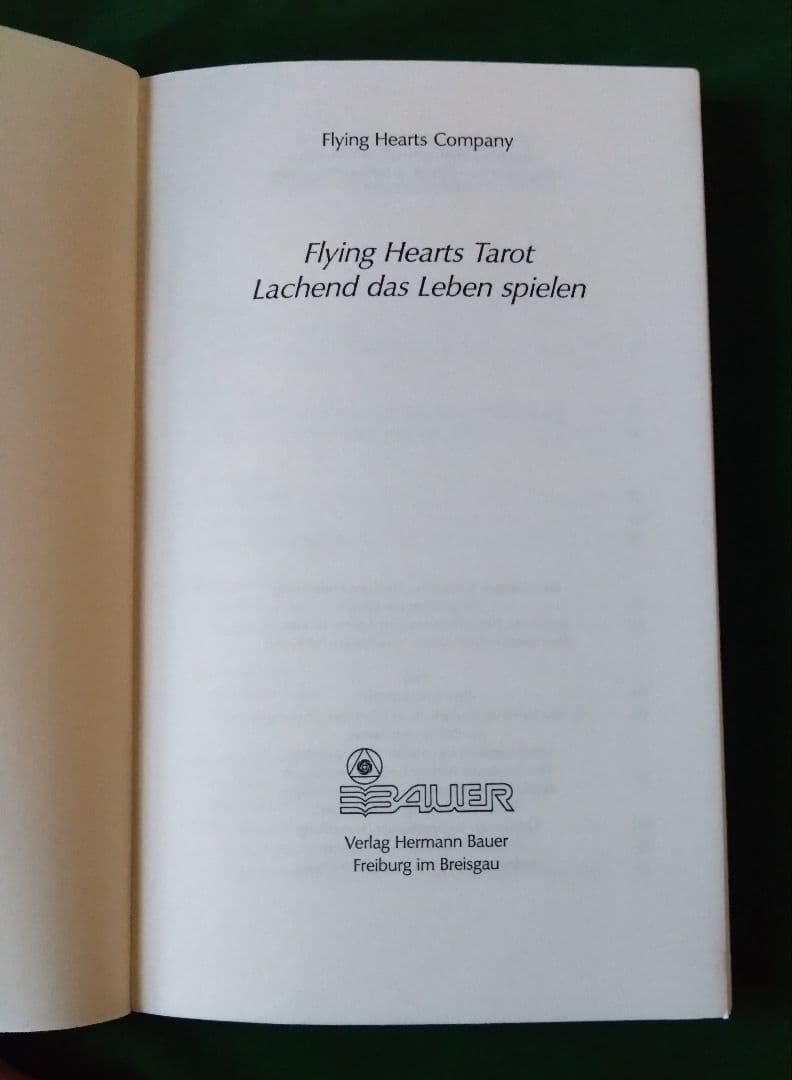 Flying Hearts Company
Flying Hearts Tarot
Lachend das Leben spielen
BAUER
Verlag Hermann Bauer
Freiburg im Breisgau